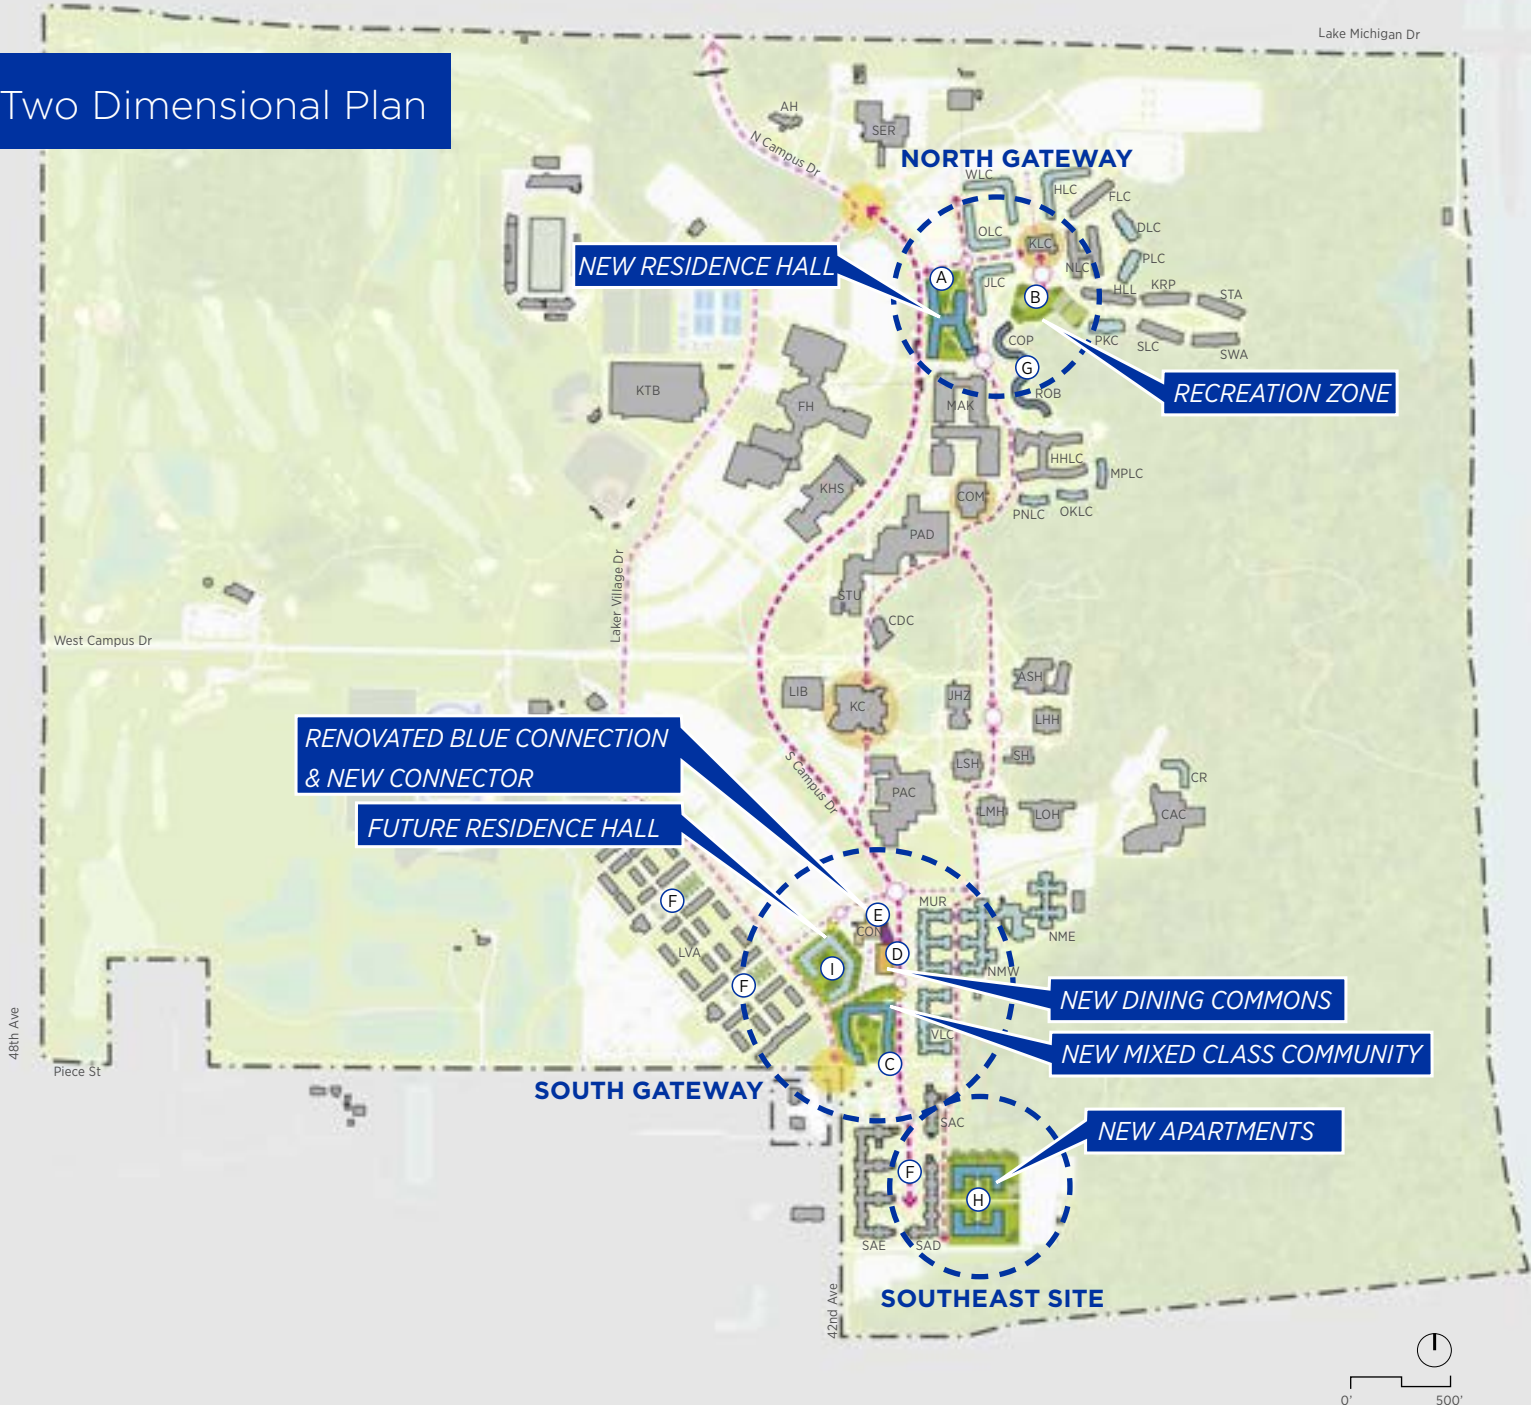 Lake Michigan Dr
Two Dimensional Plan
AH
SER
N Campus Dr
NORTH GATEWAY
WLC
HLC
FLC
DLC
OLC
KLC
NLC
PLC
NEW RESIDENCE HALL
A
JLC
B
HLL
KRP
STA
COP
PKC
SLC
SWA
G
RECREATION ZONE
KTB
FH
MAK
ROB
HHLC
MPLC
KHS
COM
PNLC
OKLC
PAD
STU
Laker Village Dr
CDC
West Campus Dr
LIB
KC
JHZ
ASH
LHH
RENOVATED BLUE CONNECTION
& NEW CONNECTOR
S Campus Dr
LSH
SH
CR
PAC
LMH
LOH
CAC
FUTURE RESIDENCE HALL
F
E
MUR
CON
NME
LVA
I
D
NMW
F
NEW DINING COMMONS
VLC
NEW MIXED CLASS COMMUNITY
C
48th Ave
Piece St
SOUTH GATEWAY
SAC
NEW APARTMENTS
F
H
SAE
SAD
42nd Ave
SOUTHEAST SITE
0'
500'